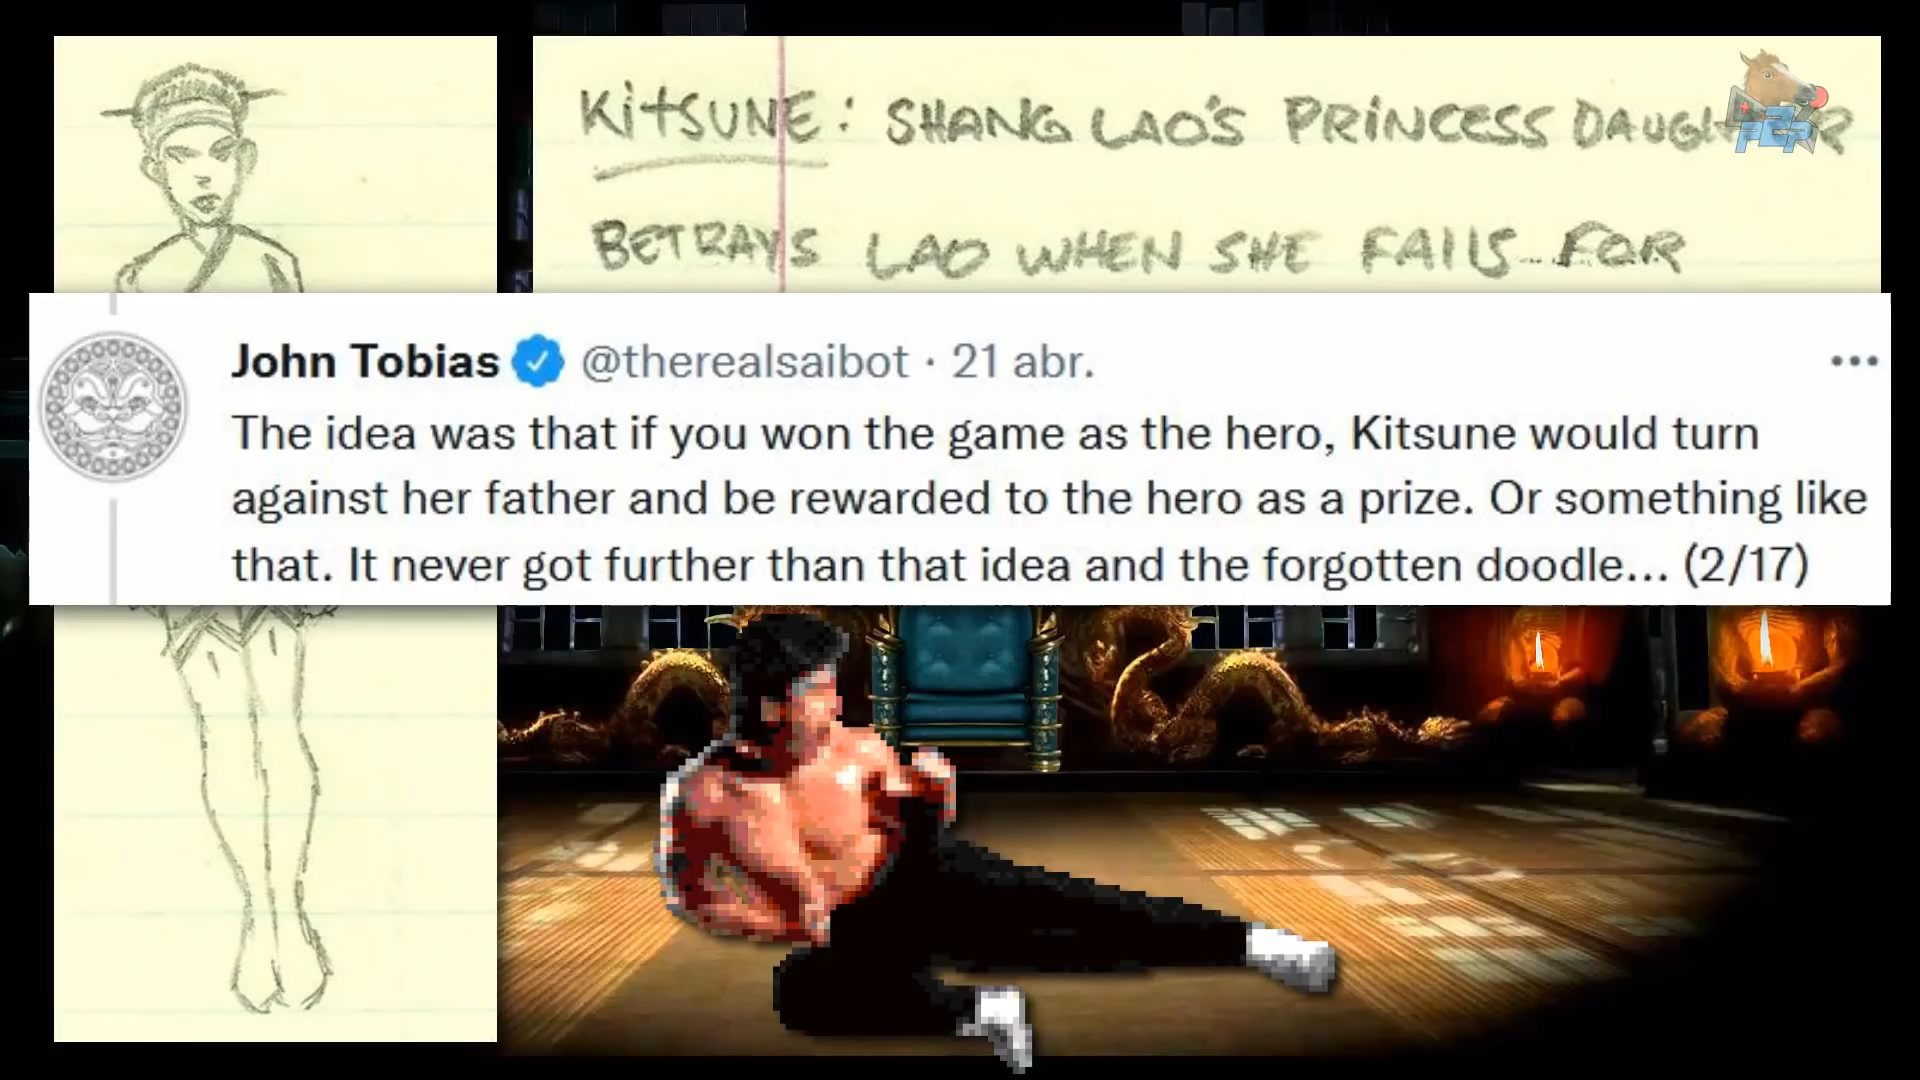 KITSUNE: SHANG LAO'S PRINCESS DAUGHTER
BETRAYS LAO WHEN SHE FALLS FOR
John Tobias @therealsaibot · 21 abr.
The idea was that if you won the game as the hero, Kitsune would turn
against her father and be rewarded to the hero as a prize. Or something like
that. It never got further than that idea and the forgotten doodle... (2/17)